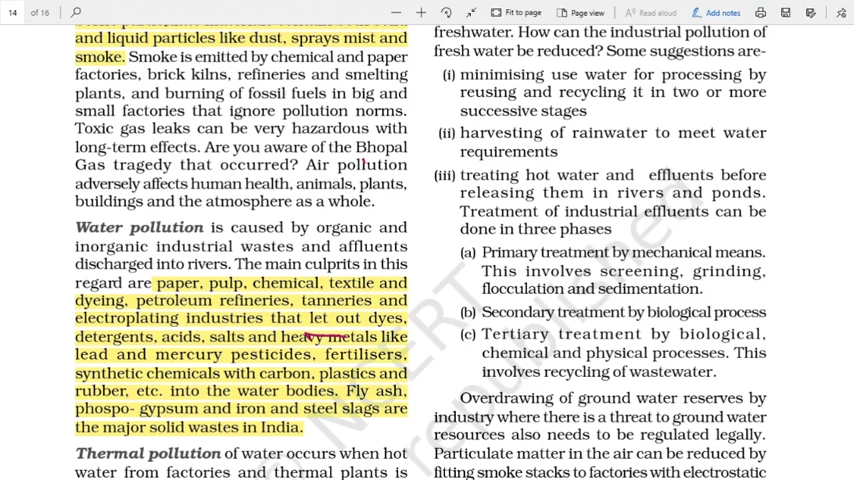 14 of 16
Fit to page
Page view
Read aloud
Add notes
and liquid particles like dust, sprays mist and
smoke. Smoke is emitted by chemical and paper
factories, brick kilns, refineries and smelting
plants, and burning of fossil fuels in big and
small factories that ignore pollution norms.
Toxic gas leaks can be very hazardous with
long-term effects. Are you aware of the Bhopal
Gas tragedy that occurred? Air pollution
adversely affects human health, animals, plants,
buildings and the atmosphere as a whole.
Water pollution is caused by organic and
inorganic industrial wastes and affluents
discharged into rivers. The main culprits in this
regard are paper, pulp, chemical, textile and
dyeing, petroleum refineries, tanneries and
electroplating industries that let out dyes,
detergents, acids, salts and heavy metals like
lead and mercury pesticides, fertilisers,
synthetic chemicals with carbon, plastics and
rubber, etc. into the water bodies. Fly ash,
phospo- gypsum and iron and steel slags are
the major solid wastes in India.
Thermal pollution of water occurs when hot
water from factories and thermal plants is
freshwater. How can the industrial pollution of
fresh water be reduced? Some suggestions are-
(i) minimising use water for processing by
reusing and recycling it in two or more
successive stages
(ii) harvesting of rainwater to meet water
requirements
(iii) treating hot water and effluents before
releasing them in rivers and ponds.
Treatment of industrial effluents can be
done in three phases
(a) Primary treatment by mechanical means.
This involves screening, grinding,
flocculation and sedimentation.
(b) Secondary treatment by biological process
(c) Tertiary treatment by biological,
chemical and physical processes. This
involves recycling of wastewater.
Overdrawing of ground water reserves by
industry where there is a threat to ground water
resources also needs to be regulated legally.
Particulate matter in the air can be reduced by
fitting smoke stacks to factories with electrostatic
NCERT
republished